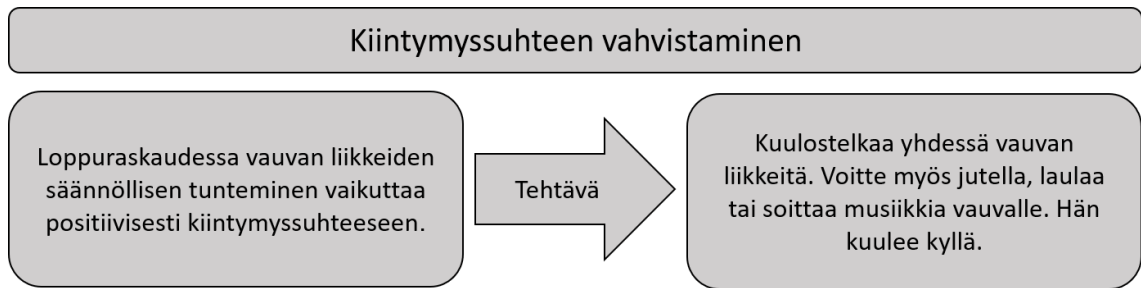 Kiintymyssuhteen vahvistaminen
Loppuraskaudessa vauvan liikkeiden
säännöllisen tunteminen vaikuttaa
positiivisesti kiintymyssuhteeseen.
Tehtävä
Kuulostelkaa yhdessä vauvan
liikkeitä. Voitte myös jutella, laulaa
tai soittaa musiikkia vauvalle. Hän
kuulee kyllä.